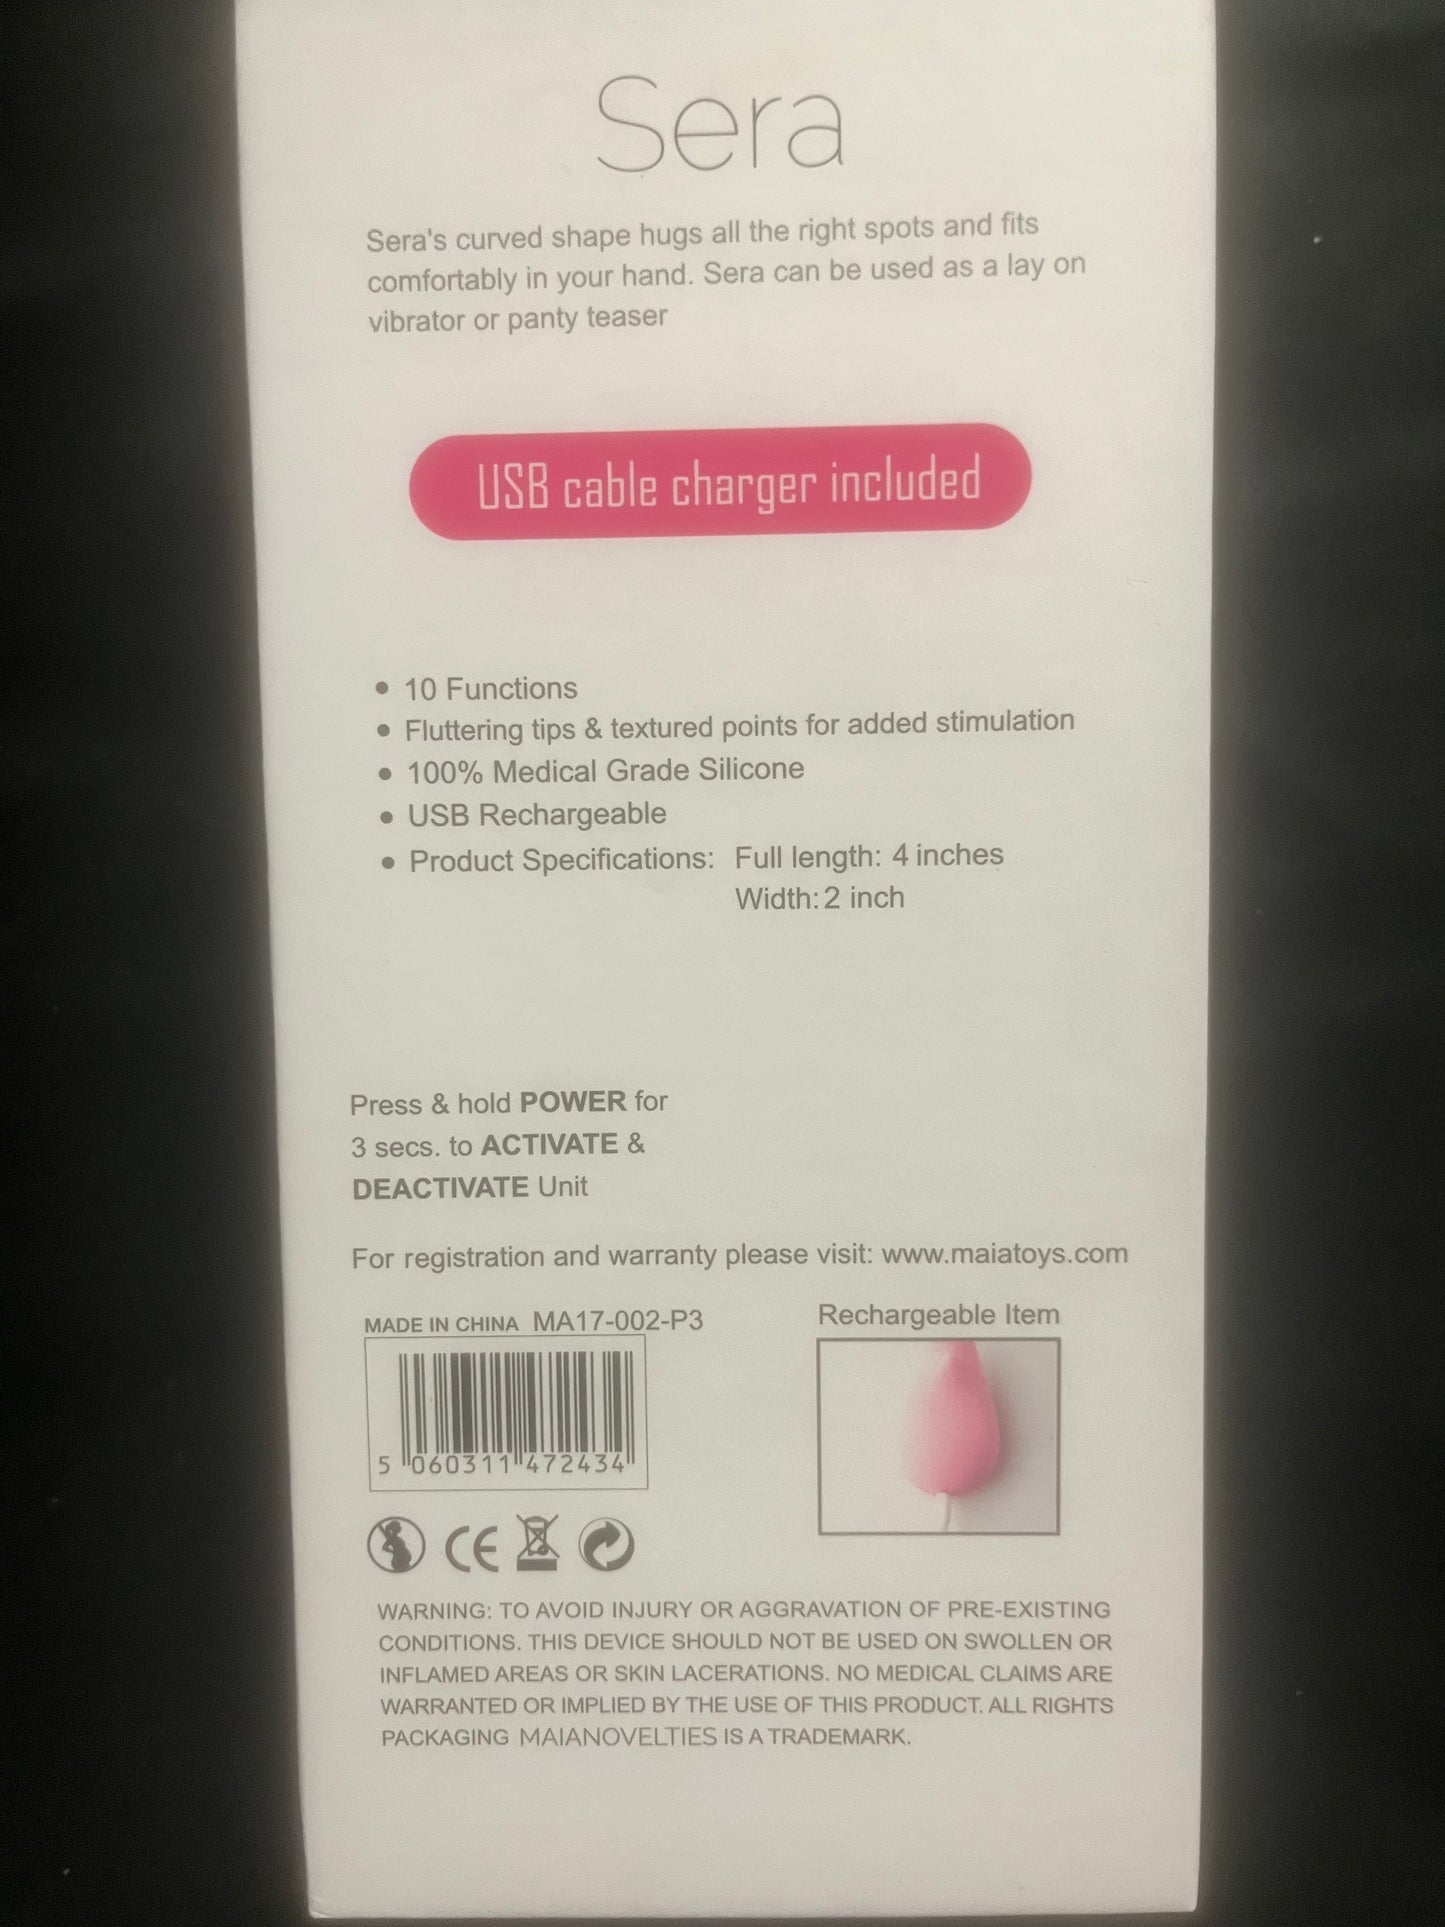 Sera
Sera's curved shape hugs all the right spots and fits
comfortably in your hand. Sera can be used as a lay on
vibrator or panty teaser
USB cable charger included
• 10 Functions
• Fluttering tips & textured points for added stimulation
• 100% Medical Grade Silicone
• USB Rechargeable
• Product Specifications: Full length: 4 inches
Width: 2 inch
Press & hold POWER for
3 secs. to ACTIVATE &
DEACTIVATE Unit
For registration and warranty please visit: www.maiatoys.com
MADE IN CHINA MA17-002-P3
Rechargeable Item
5 060311 472434
CE
WARNING: TO AVOID INJURY OR AGGRAVATION OF PRE-EXISTING
CONDITIONS. THIS DEVICE SHOULD NOT BE USED ON SWOLLEN OR
INFLAMED AREAS OR SKIN LACERATIONS. NO MEDICAL CLAIMS ARE
WARRANTED OR IMPLIED BY THE USE OF THIS PRODUCT. ALL RIGHTS
PACKAGING MAIANOVELTIES IS A TRADEMARK.